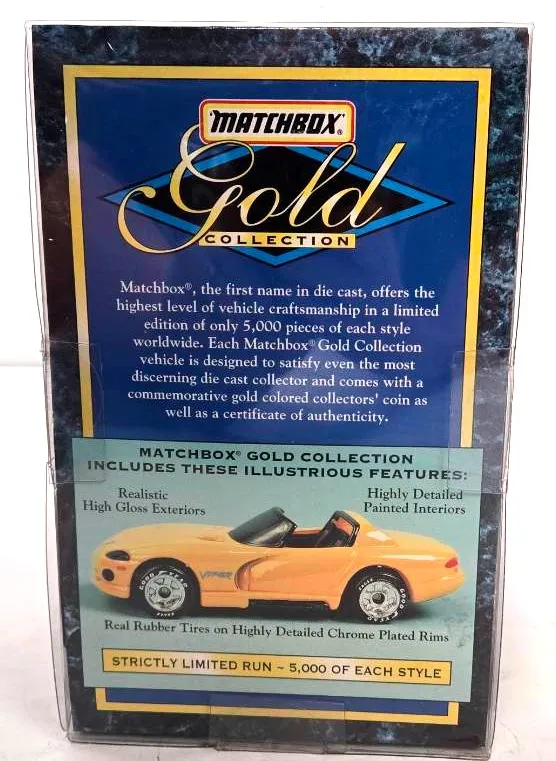 MATCHBOX®
Gold
COLLECTION
Matchbox®, the first name in die cast, offers the
highest level of vehicle craftsmanship in a limited
edition of only 5,000 pieces of each style
worldwide. Each Matchbox® Gold Collection
vehicle is designed to satisfy even the most
discerning die cast collector and comes with a
commemorative gold colored collectors' coin as
well as a certificate of authenticity.
MATCHBOX® GOLD COLLECTION
INCLUDES THESE ILLUSTRIOUS FEATURES:
Realistic
High Gloss Exteriors
Highly Detailed
Painted Interiors
GOOD YEAR
EAGLE
Real Rubber Tires on Highly Detailed Chrome Plated Rims
STRICTLY LIMITED RUN ~ 5,000 OF EACH STYLE